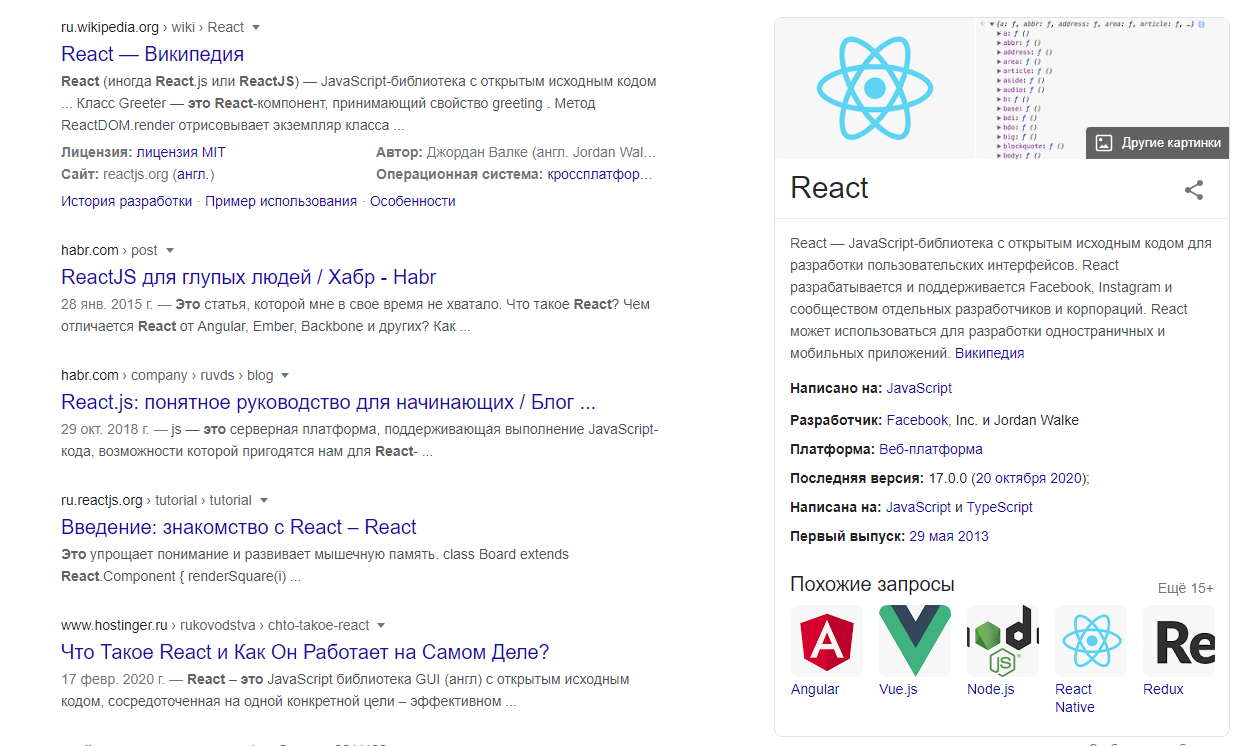 ru.wikipedia.org › wiki › React
React — Википедия
React (иногда React.js или ReactJS) — JavaScript-библиотека с открытым исходным кодом
... Класс Greeter — это React-компонент, принимающий свойство greeting . Метод
ReactDOM.render отрисовывает экземпляр класса ...
Лицензия: лицензия MIT
Автор: Джордан Валке (англ. Jordan Wal…
Сайт: reactjs.org (англ.)
Операционная система: кроссплатфор…
История разработки · Пример использования · Особенности
habr.com › post
ReactJS для глупых людей / Хабр - Habr
28 янв. 2015 г. — Это статья, которой мне в свое время не хватало. Что такое React? Чем
отличается React от Angular, Ember, Backbone и других? Как ...
habr.com › company › ruvds › blog
React.js: понятное руководство для начинающих / Блог ...
29 окт. 2018 г. — js — это серверная платформа, поддерживающая выполнение JavaScript-
кода, возможности которой пригодятся нам для React- ...
ru.reactjs.org › tutorial › tutorial
Введение: знакомство с React – React
Это упрощает понимание и развивает мышечную память. class Board extends
React.Component { renderSquare(i) ...
www.hostinger.ru › rukovodstva › chto-takoe-react
Что Такое React и Как Он Работает на Самом Деле?
17 февр. 2020 г. — React – это JavaScript библиотека GUI (англ) с открытым исходным
кодом, сосредоточенная на одной конкретной цели – эффективном ...
{a: ƒ, abbr: ƒ, address: ƒ, area: ƒ, article: ƒ, …}
a: ƒ ()
abbr: ƒ ()
address: ƒ ()
area: ƒ ()
article: ƒ ()
aside: ƒ ()
audio: ƒ ()
b: ƒ ()
base: ƒ ()
bdi: ƒ ()
bdo: ƒ ()
big: ƒ ()
blockquote: ƒ ()
body: ƒ ()
Другие картинки
React
React — JavaScript-библиотека с открытым исходным кодом для
разработки пользовательских интерфейсов. React
разрабатывается и поддерживается Facebook, Instagram и
сообществом отдельных разработчиков и корпораций. React
может использоваться для разработки одностраничных и
мобильных приложений. Википедия
Написано на: JavaScript
Разработчик: Facebook, Inc. и Jordan Walke
Платформа: Веб-платформа
Последняя версия: 17.0.0 (20 октября 2020);
Написана на: JavaScript и TypeScript
Первый выпуск: 29 мая 2013
Похожие запросы
Ещё 15+
Re
Angular
Vue.js
Node.js
React
Native
Redux